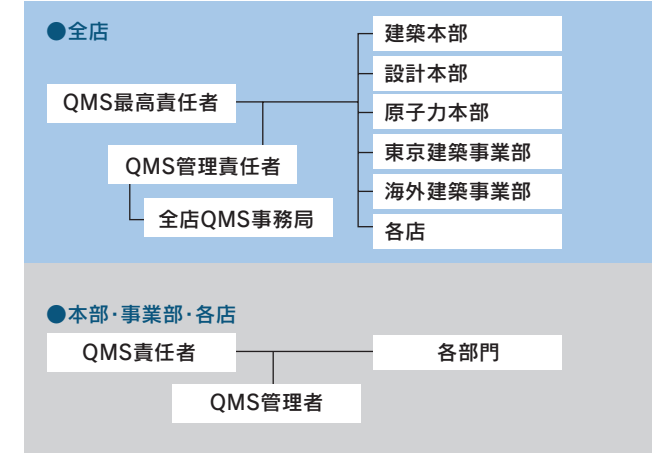 ●全店
QMS最高責任者
QMS管理責任者
全店QMS事務局
建築本部
設計本部
原子力本部
東京建築事業部
海外建築事業部
各店
●本部・事業部・各店
QMS責任者
各部門
QMS管理者